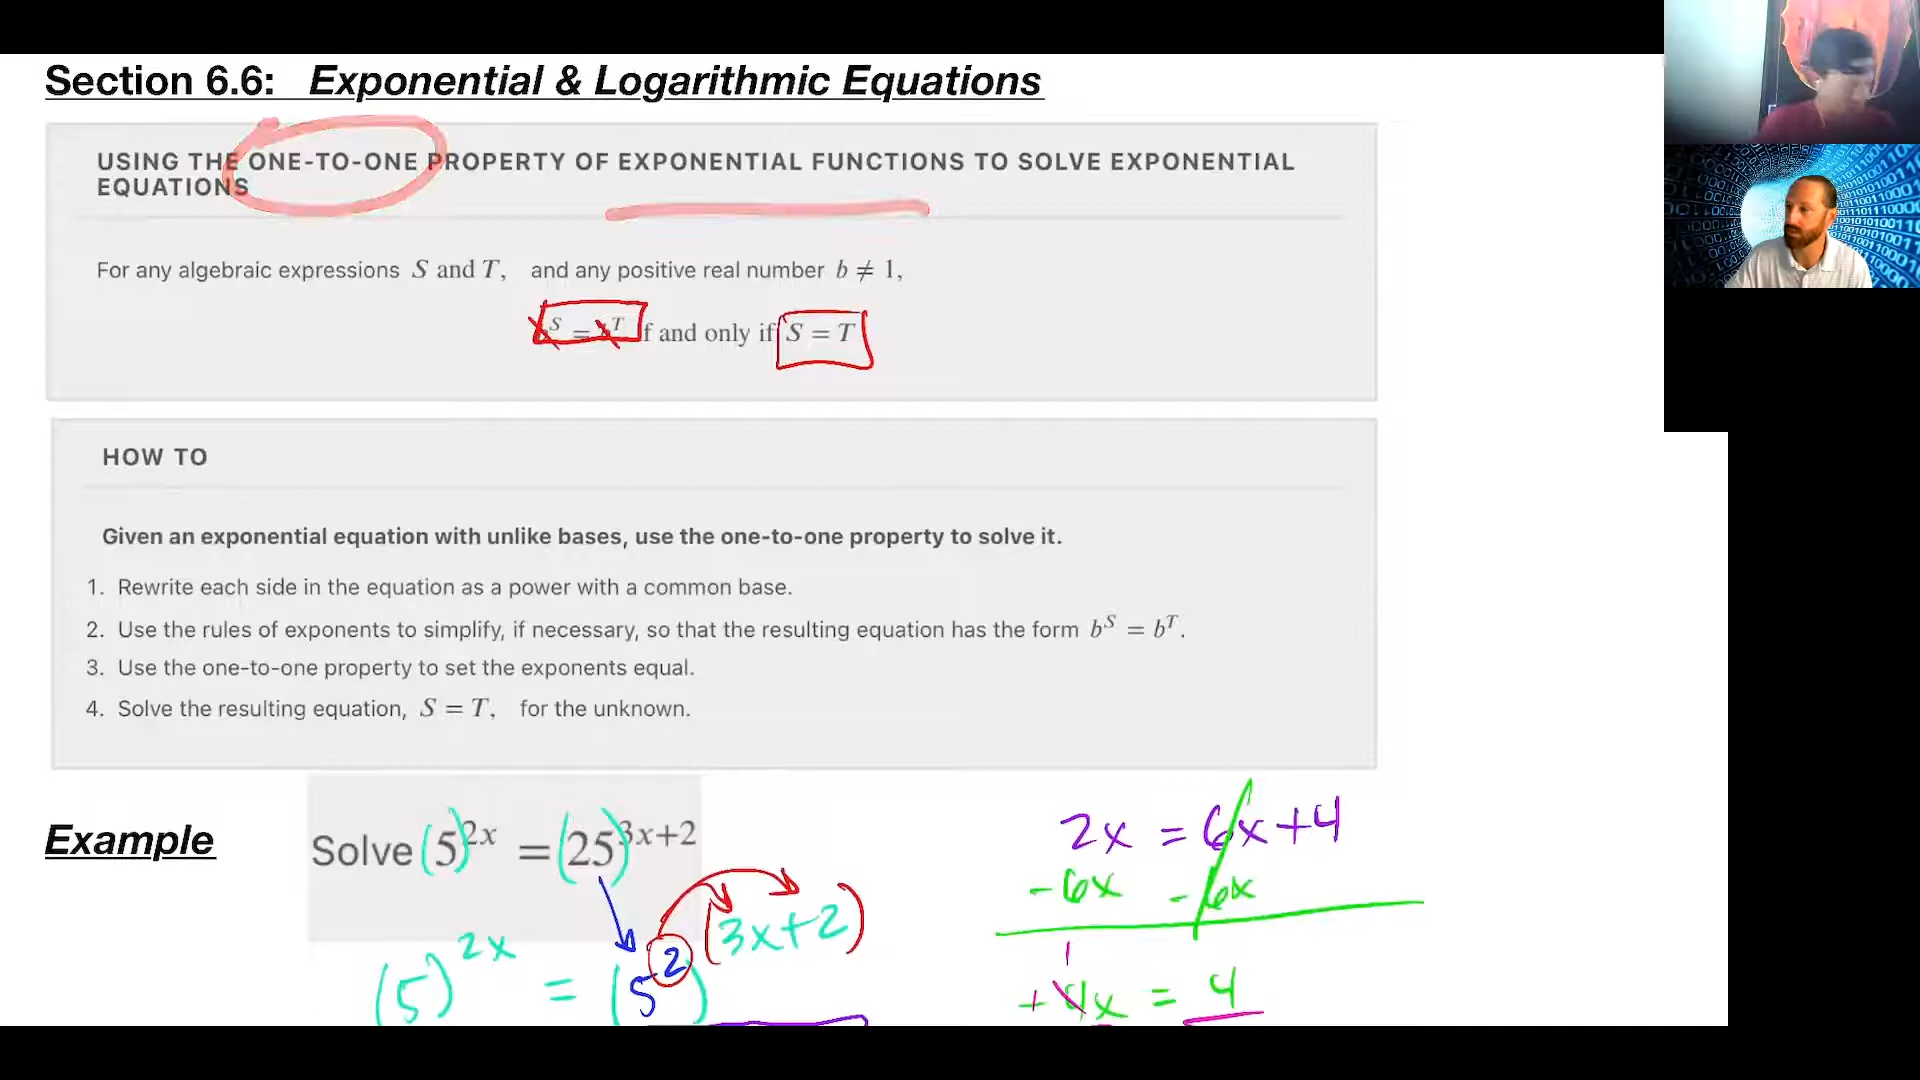 Section 6.6: Exponential & Logarithmic Equations
USING THE ONE-TO-ONE PROPERTY OF EXPONENTIAL FUNCTIONS TO SOLVE EXPONENTIAL
EQUATIONS
For any algebraic expressions S and T, and any positive real number b ≠ 1,
b^S = b^T if and only if S = T
HOW TO
Given an exponential equation with unlike bases, use the one-to-one property to solve it.
1. Rewrite each side in the equation as a power with a common base.
2. Use the rules of exponents to simplify, if necessary, so that the resulting equation has the form b^S = b^T.
3. Use the one-to-one property to set the exponents equal.
4. Solve the resulting equation, S = T, for the unknown.
Example
Solve (5)^2x = (25)^3x+2
(5)^2x = (5^2)^(3x+2)
2x = 6x+4
-6x -6x
+4x = 4